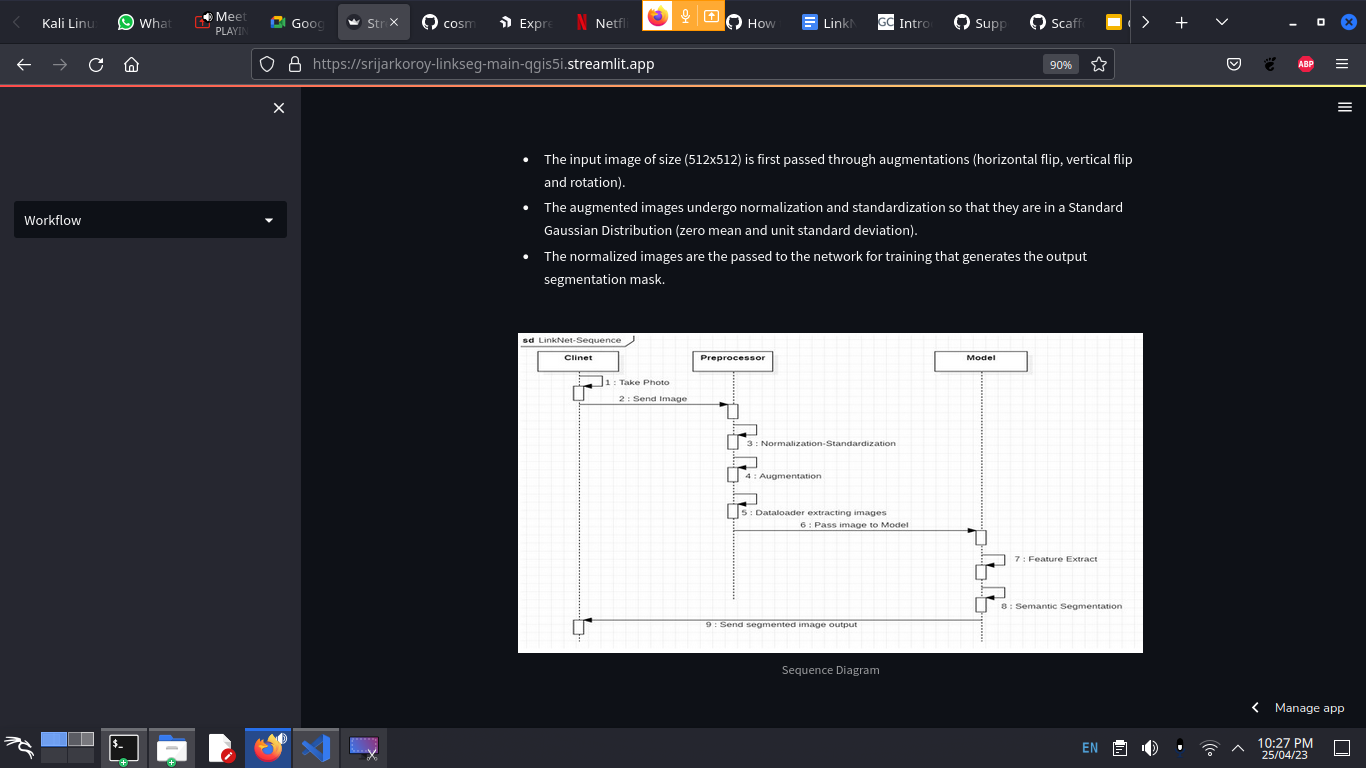 Kali Linu
What
Meet
PLAYIN
Goog
Str
cosm
Expre
Netfl
How
LinkN
GC
Intro
Supp
Scaff
https://srijarkoroy-linkseg-main-qgis5i.streamlit.app
90%
ABP
Workflow
The input image of size (512x512) is first passed through augmentations (horizontal flip, vertical flip
and rotation).
The augmented images undergo normalization and standardization so that they are in a Standard
Gaussian Distribution (zero mean and unit standard deviation).
The normalized images are the passed to the network for training that generates the output
segmentation mask.
sd LinkNet-Sequence
Clinet
Preprocessor
Model
1 : Take Photo
2 : Send Image
3 : Normalization-Standardization
4 : Augmentation
5 : Dataloader extracting images
6 : Pass image to Model
7 : Feature Extract
8 : Semantic Segmentation
9 : Send segmented image output
Sequence Diagram
Manage app
$_
EN
10:27 PM
25/04/23